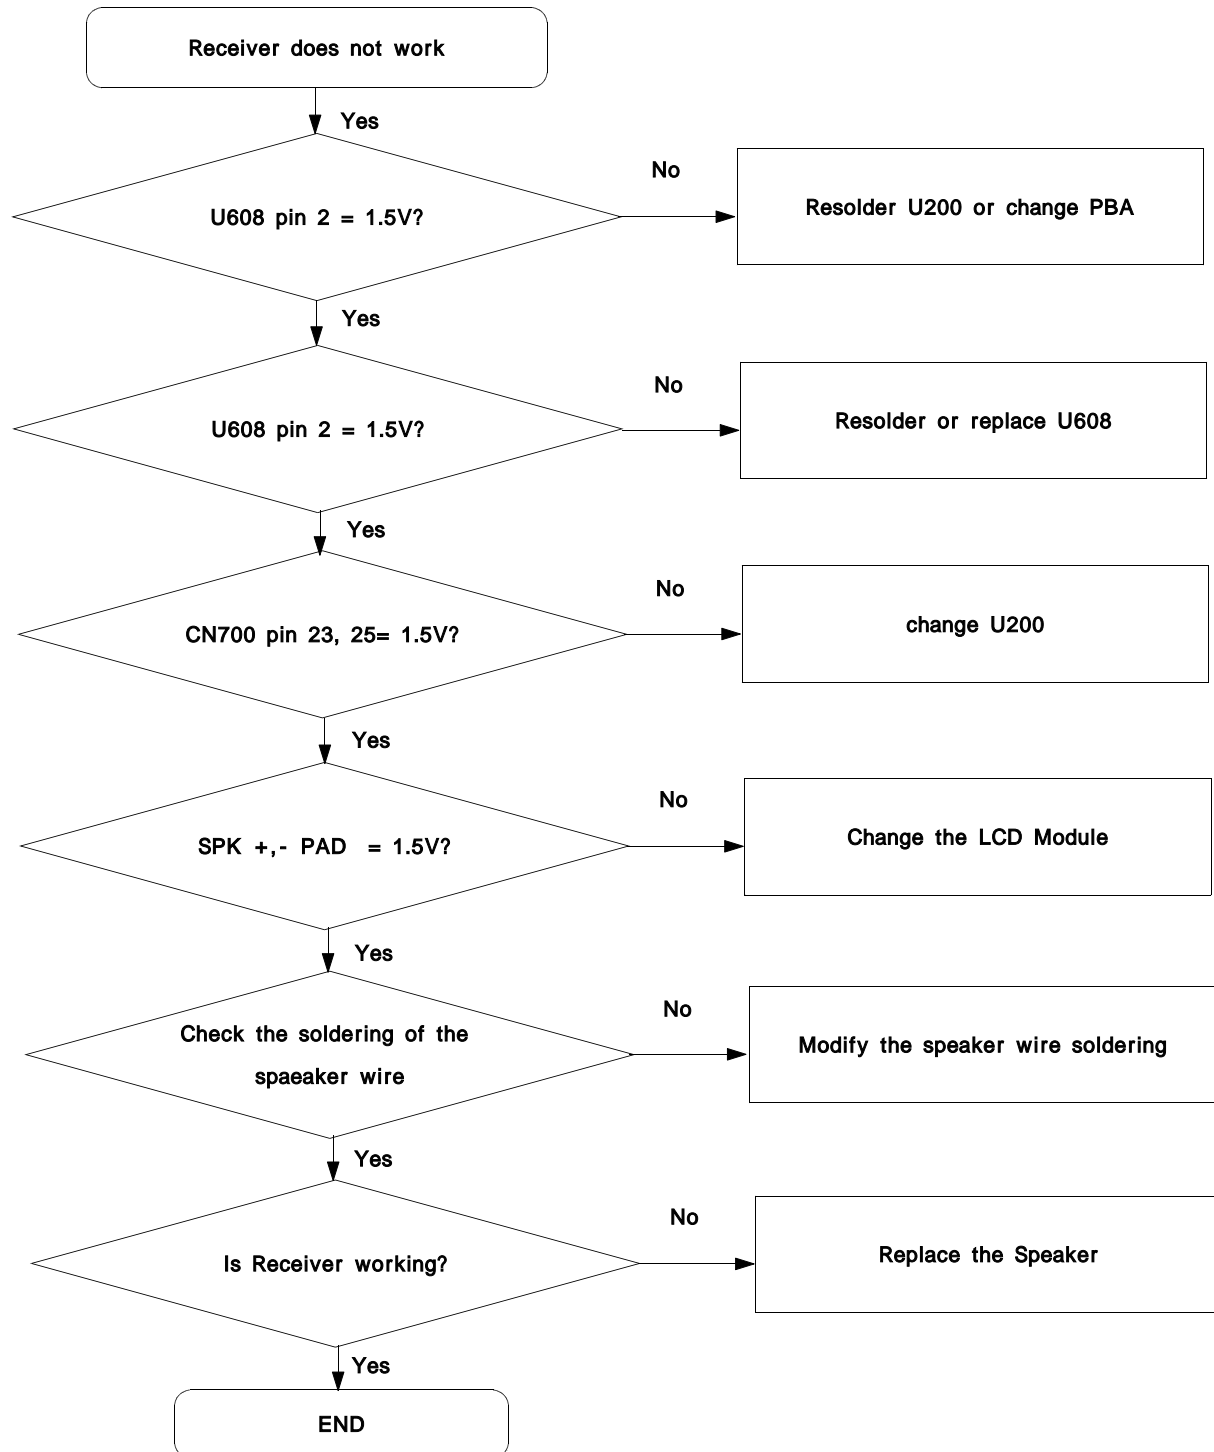 Receiver does not work
Yes
U608 pin 2 = 1.5V?
No
Resolder U200 or change PBA
Yes
U608 pin 2 = 1.5V?
No
Resolder or replace U608
Yes
CN700 pin 23, 25= 1.5V?
No
change U200
Yes
SPK +,- PAD = 1.5V?
No
Change the LCD Module
Yes
Check the soldering of the
spaeaker wire
No
Modify the speaker wire soldering
Yes
Is Receiver working?
No
Replace the Speaker
Yes
END